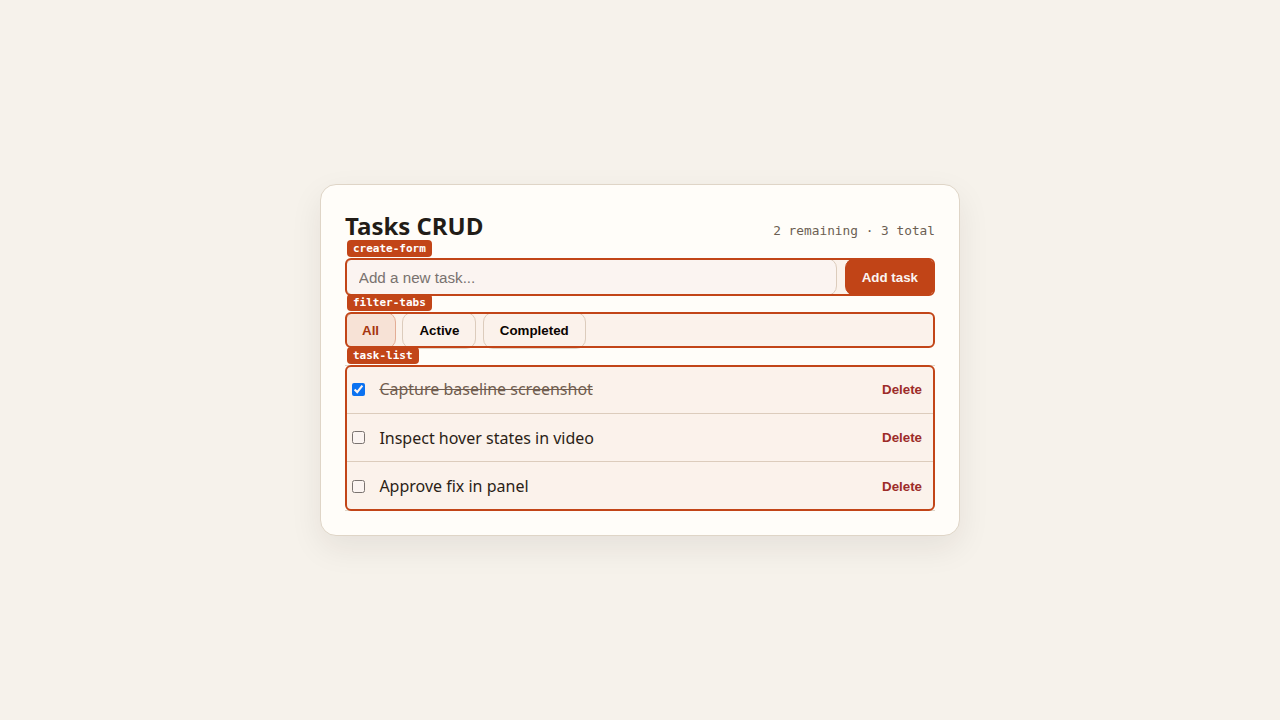 Tasks CRUD
2 remaining · 3 total
create-form
Add a new task...
Add task
filter-tabs
All
Active
Completed
task-list
Capture baseline screenshot
Delete
Inspect hover states in video
Delete
Approve fix in panel
Delete